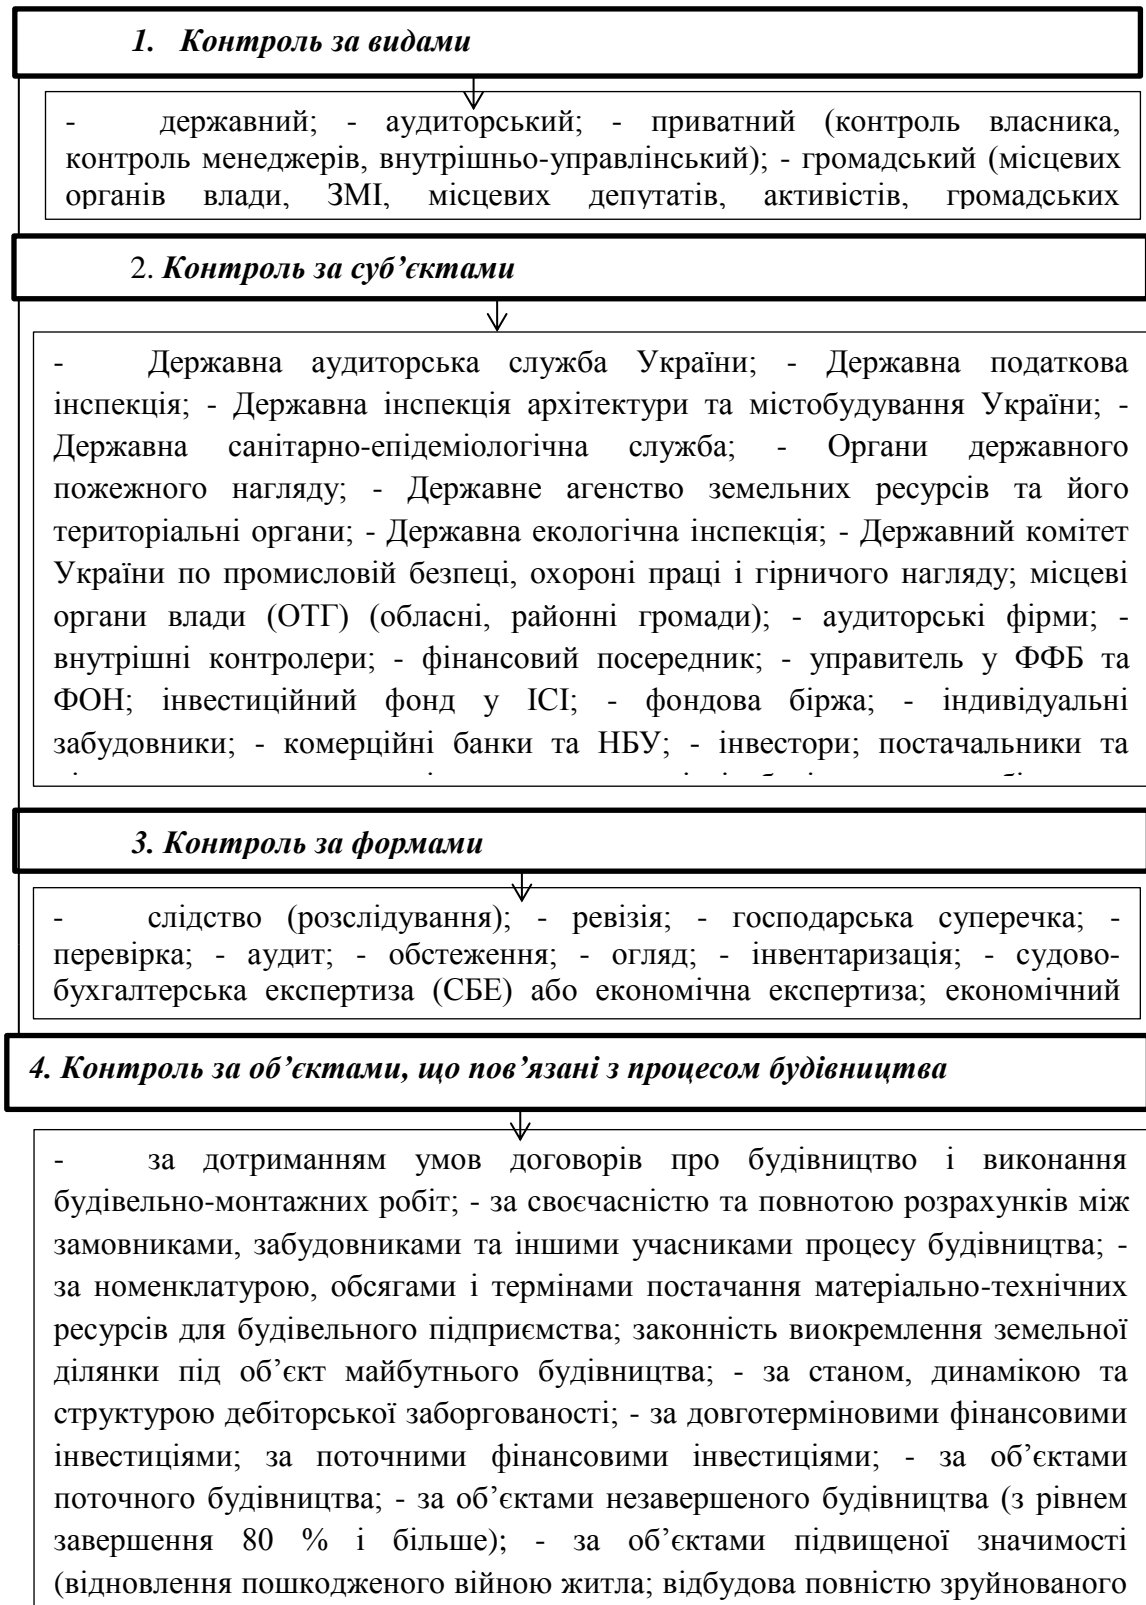 1. Контроль за видами
- державний; - аудиторський; - приватний (контроль власника,
контроль менеджерів, внутрішньо-управлінський); - громадський (місцевих
органів влади, ЗМІ, місцевих депутатів, активістів, громадських
2. Контроль за суб’єктами
- Державна аудиторська служба України; - Державна податкова
інспекція; - Державна інспекція архітектури та містобудування України; -
Державна санітарно-епідеміологічна служба; - Органи державного
пожежного нагляду; - Державне агенство земельних ресурсів та його
територіальні органи; - Державна екологічна інспекція; - Державний комітет
України по промисловій безпеці, охороні праці і гірничого нагляду; місцеві
органи влади (ОТГ) (обласні, районні громади); - аудиторські фірми; -
внутрішні контролери; - фінансовий посередник; - управитель у ФФБ та
ФОН; інвестиційний фонд у ІСІ; - фондова біржа; - індивідуальні
забудовники; - комерційні банки та НБУ; - інвестори; постачальники та
3. Контроль за формами
- слідство (розслідування); - ревізія; - господарська суперечка; -
перевірка; - аудит; - обстеження; - огляд; - інвентаризація; - судово-
бухгалтерська експертиза (СБЕ) або економічна експертиза; економічний
4. Контроль за об’єктами, що пов’язані з процесом будівництва
- за дотриманням умов договорів про будівництво і виконання
будівельно-монтажних робіт; - за своєчасністю та повнотою розрахунків між
замовниками, забудовниками та іншими учасниками процесу будівництва; -
за номенклатурою, обсягами і термінами постачання матеріально-технічних
ресурсів для будівельного підприємства; законність виокремлення земельної
ділянки під об’єкт майбутнього будівництва; - за станом, динамікою та
структурою дебіторської заборгованості; - за довготерміновими фінансовими
інвестиціями; за поточними фінансовими інвестиціями; - за об’єктами
поточного будівництва; - за об’єктами незавершеного будівництва (з рівнем
завершення 80 % і більше); - за об’єктами підвищеної значимості
(відновлення пошкодженого війною житла; відбудова повністю зруйнованого